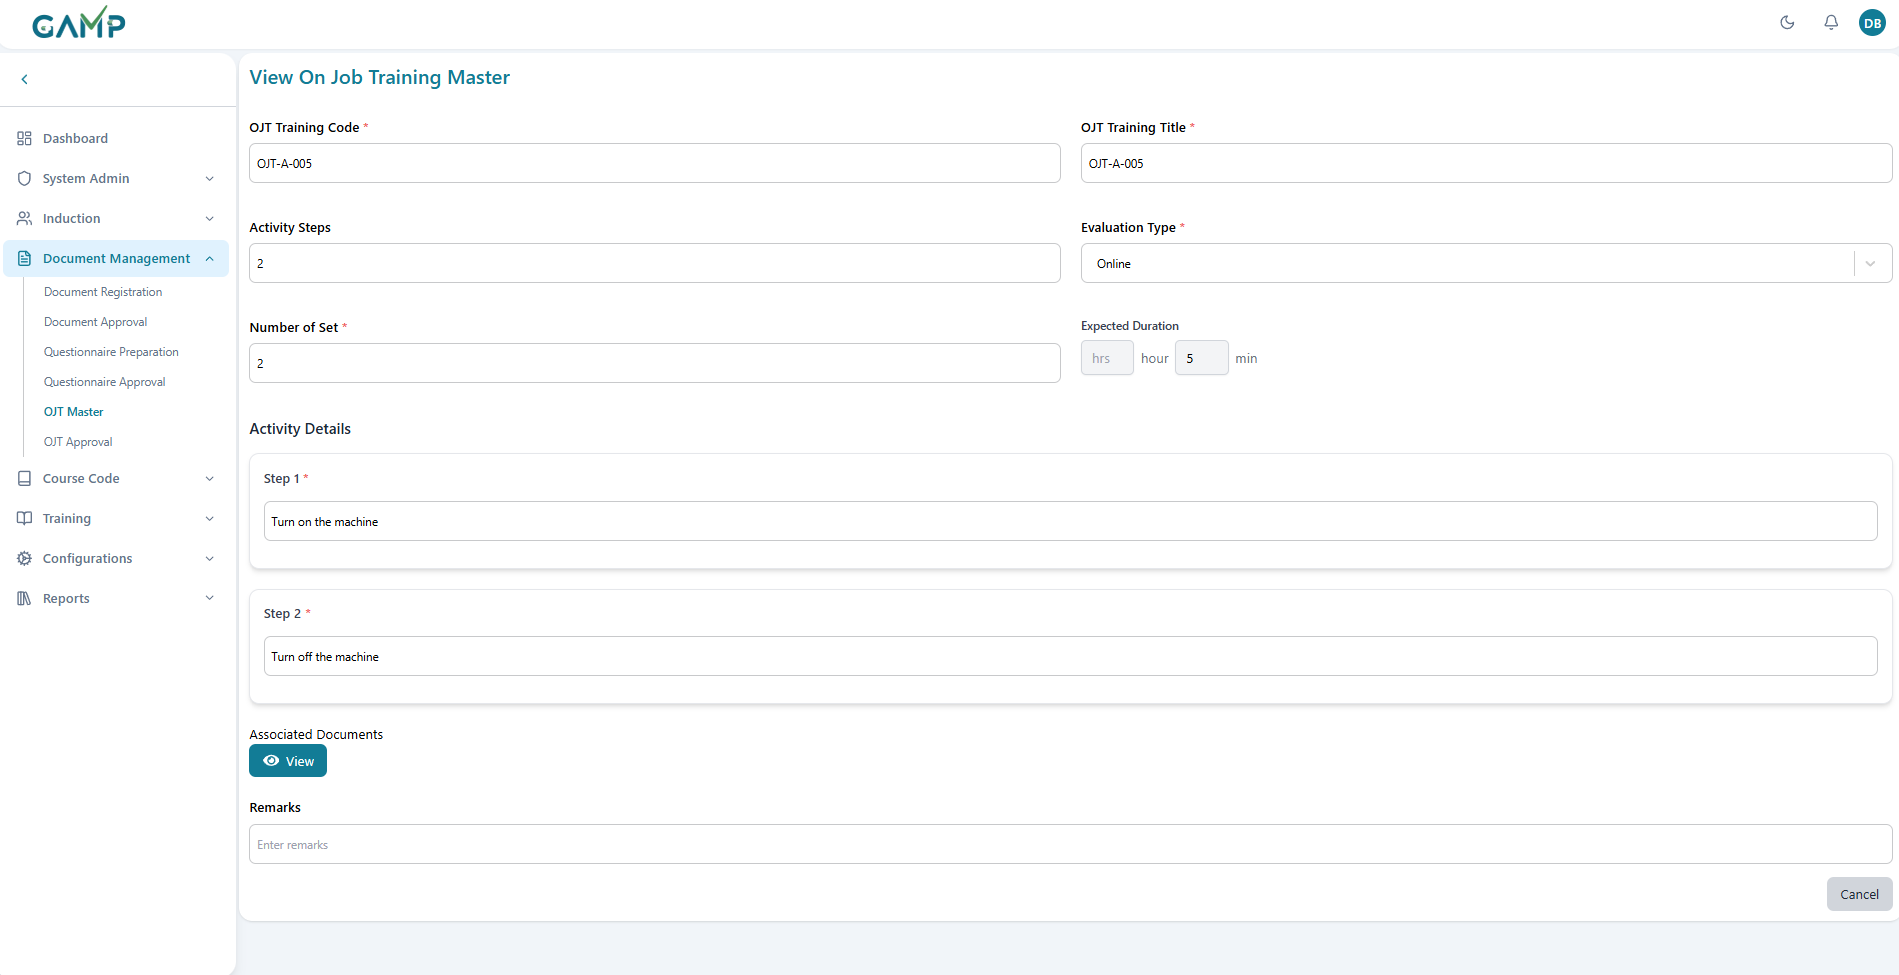 GAMP
DB
View On Job Training Master
Dashboard
System Admin
Induction
Document Management
Document Registration
Document Approval
Questionnaire Preparation
Questionnaire Approval
OJT Master
OJT Approval
Course Code
Training
Configurations
Reports
OJT Training Code *
OJT-A-005
OJT Training Title *
OJT-A-005
Activity Steps
2
Evaluation Type *
Online
Number of Set *
2
Expected Duration
hrs hour 5 min
Activity Details
Step 1 *
Turn on the machine
Step 2 *
Turn off the machine
Associated Documents
View
Remarks
Enter remarks
Cancel